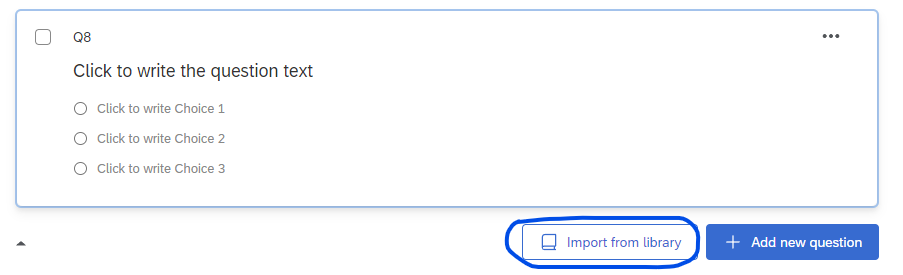 Q8
Click to write the question text
Click to write Choice 1
Click to write Choice 2
Click to write Choice 3
Import from library
Add new question